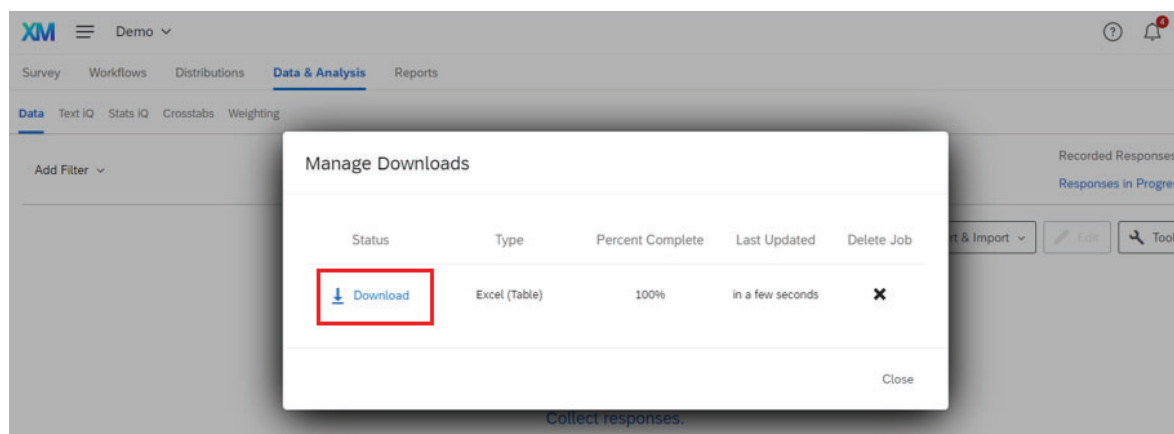 XM Demo
4
Survey Workflows Distributions Data & Analysis Reports
Data Text iQ Stats iQ Crosstabs Weighting
Add Filter
Recorded Responses
Responses in Progre
Manage Downloads
Status Type Percent Complete Last Updated Delete Job
Download Excel (Table) 100% in a few seconds
Close
rt & Import Edit Tool
Collect responses.